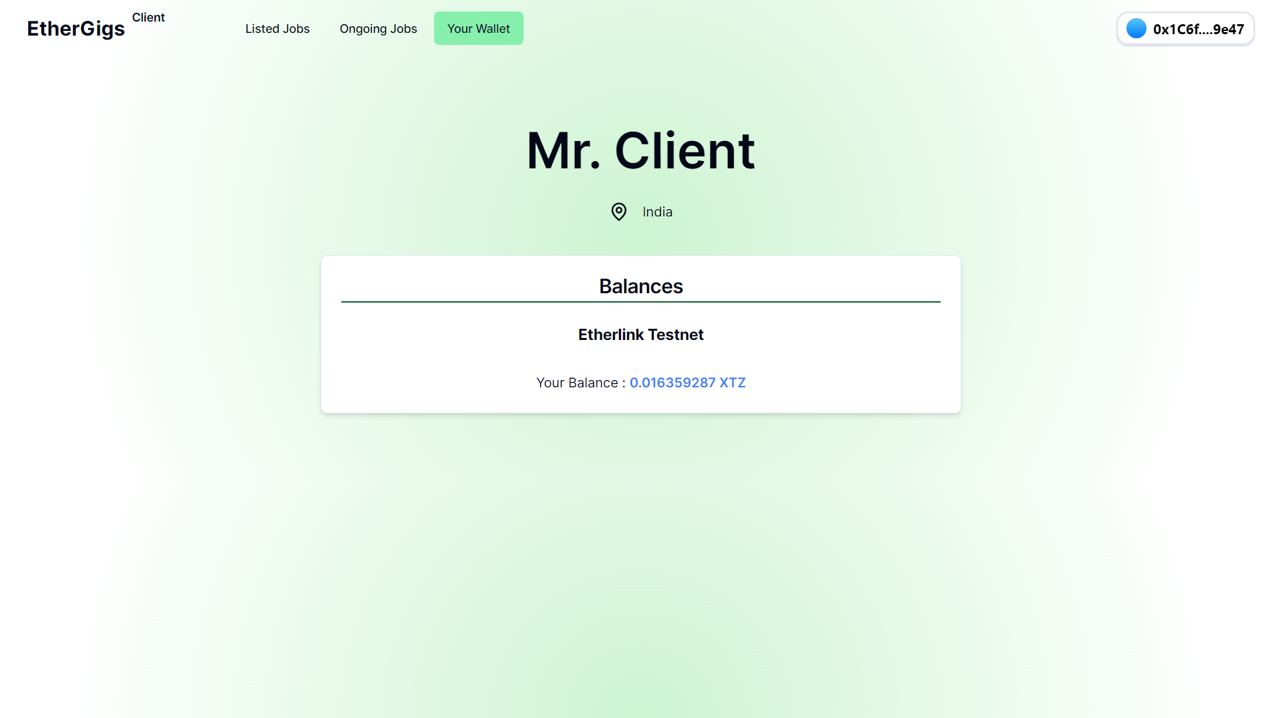 EtherGigs Client
Listed Jobs
Ongoing Jobs
Your Wallet
0x1C6f....9e47
Mr. Client
India
Balances
Etherlink Testnet
Your Balance : 0.016359287 XTZ